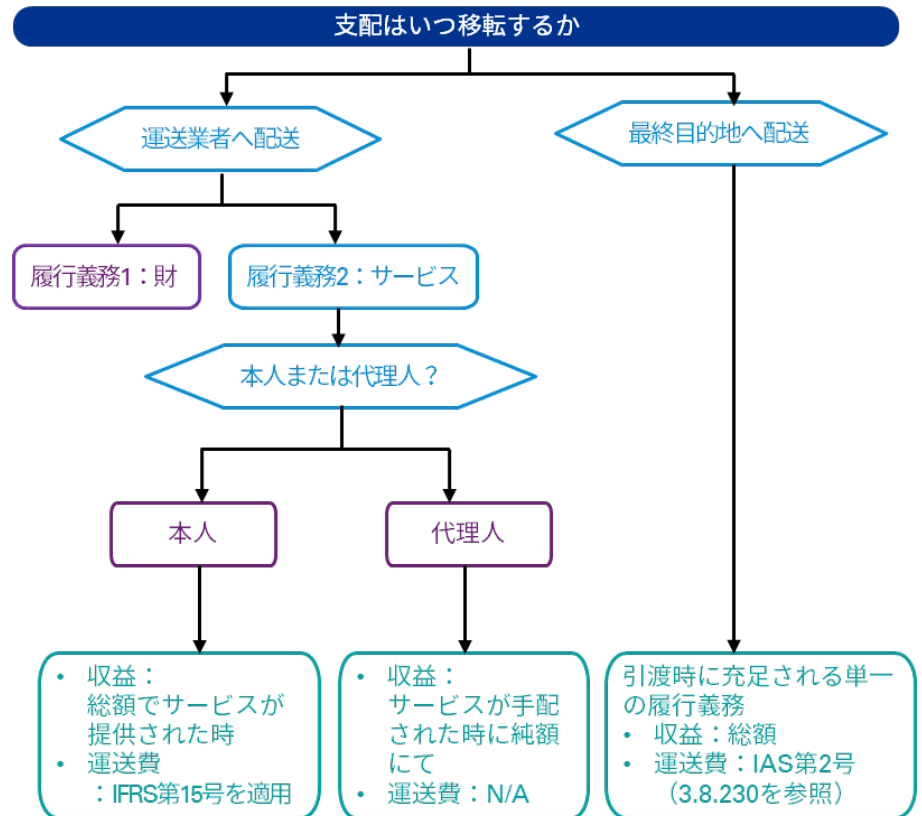 支配はいつ移転するか
運送業者へ配送
最終目的地へ配送
履行義務1：財
履行義務2：サービス
本人または代理人？
本人
代理人
• 収益：
総額でサービスが
提供された時
• 運送費
：IFRS第15号を適用
• 収益：
サービスが手配
された時に純額
にて
• 運送費：N/A
引渡時に充足される単一
の履行義務
• 収益：総額
• 運送費：IAS第2号
（3.8.230を参照）